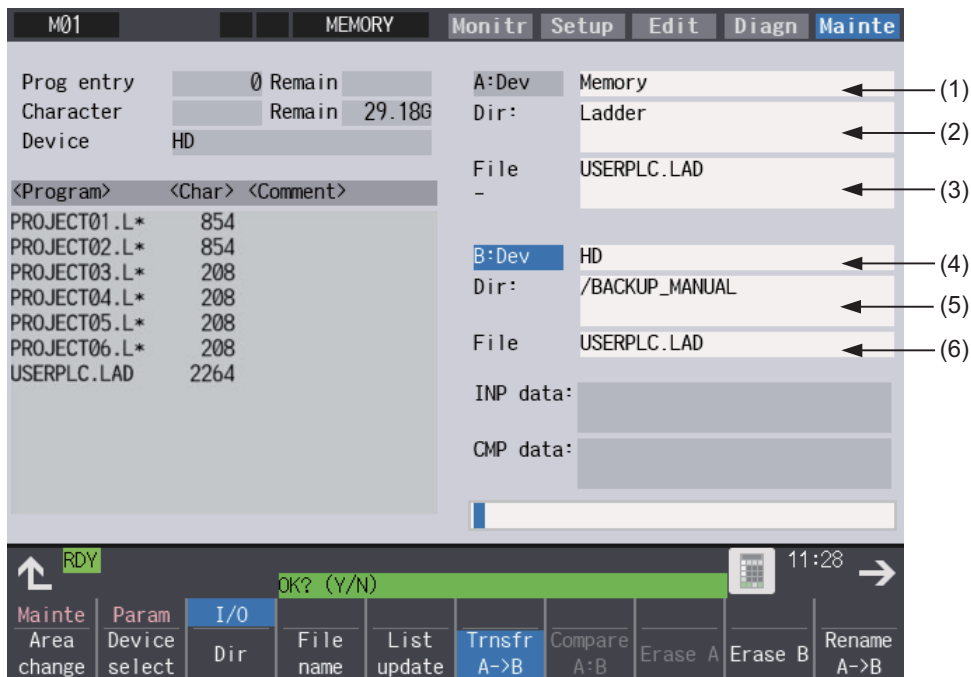 M01 MEMORY Monitr Setup Edit Diagn Mainte
Prog entry 0 Remain
Character Remain 29.18G
Device HD
<Program> <Char> <Comment>
PROJECT01.L* 854
PROJECT02.L* 854
PROJECT03.L* 208
PROJECT04.L* 208
PROJECT05.L* 208
PROJECT06.L* 208
USERPLC.LAD 2264
A:Dev Memory (1)
Dir: Ladder (2)
File USERPLC.LAD
- (3)
B:Dev HD (4)
Dir: /BACKUP_MANUAL (5)
File USERPLC.LAD (6)
INP data:
CMP data:
RDY 11:28
OK? (Y/N)
Mainte Param I/O
Area change Device select Dir File name List update Trnsfr A->B Compare A:B Erase A Erase B Rename A->B